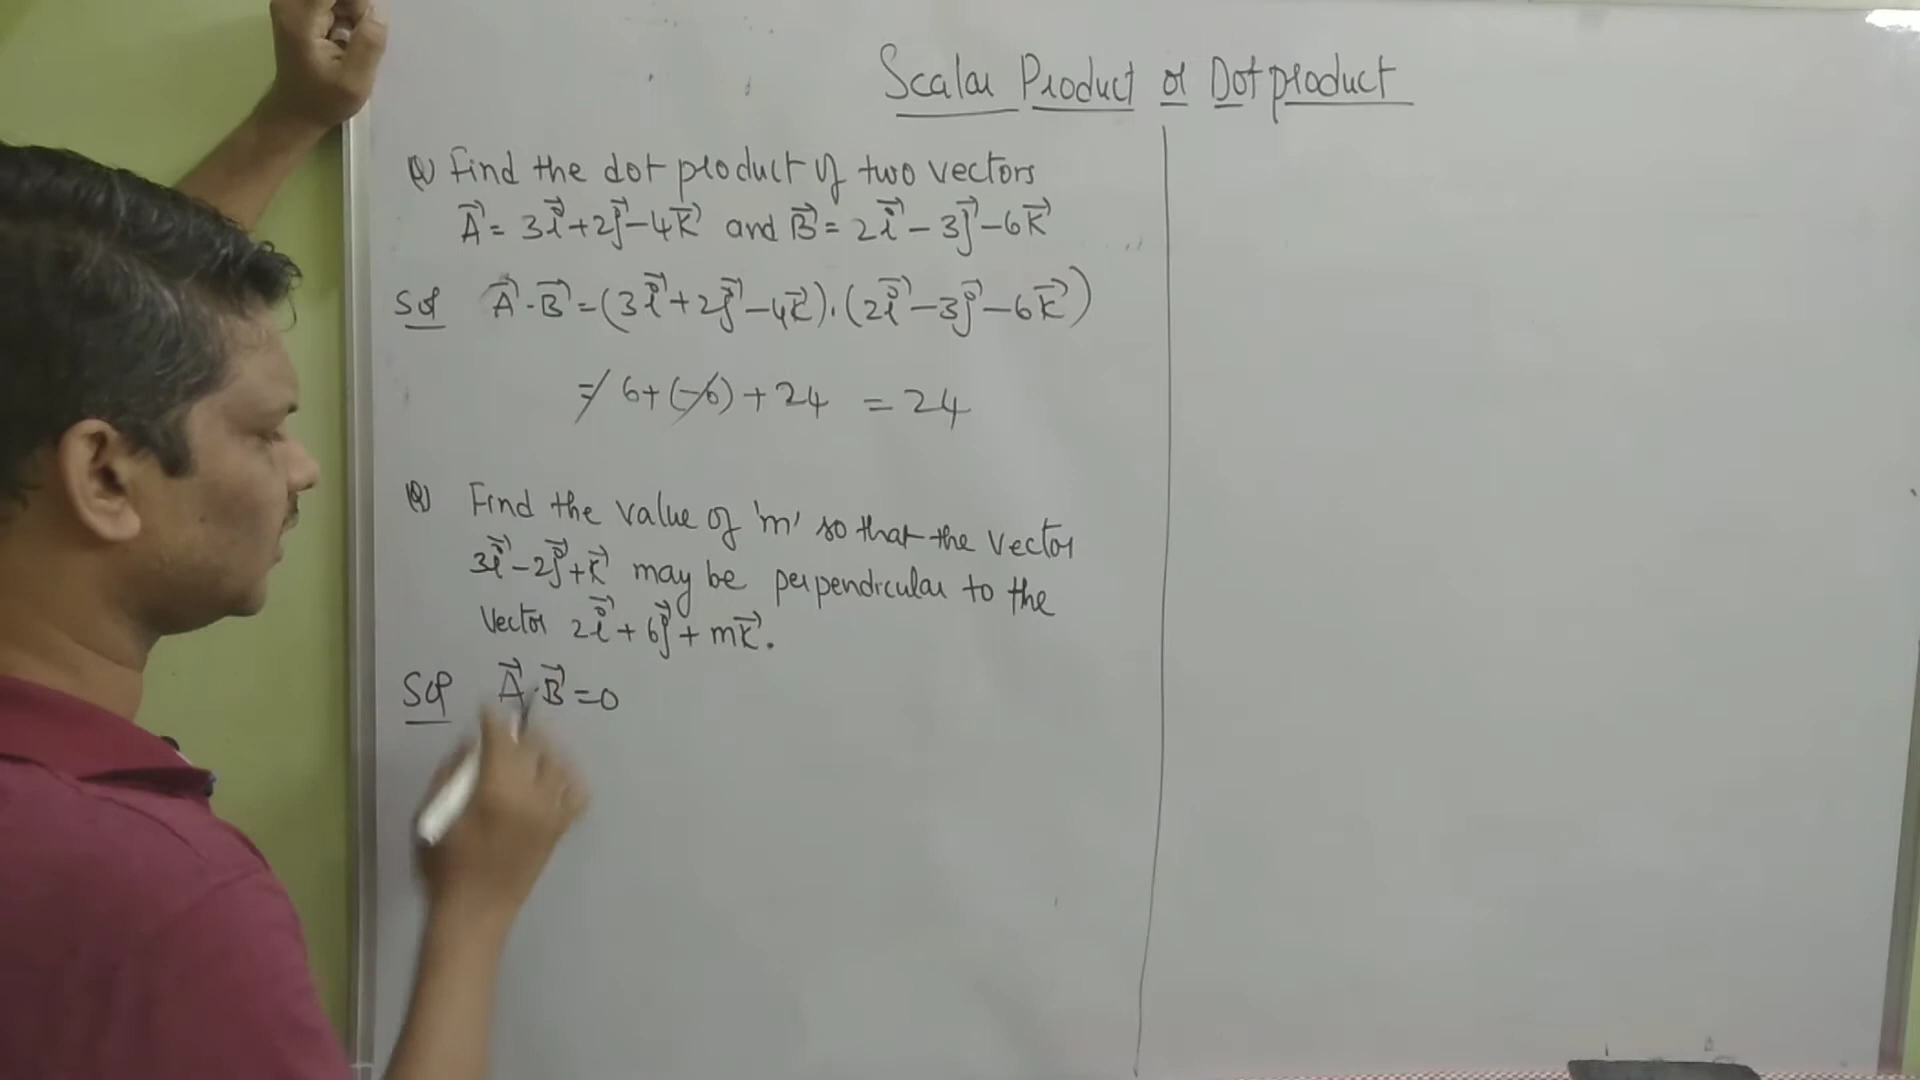 Scalar Product or Dot product
Q) Find the dot product of two vectors
A⃗ = 3i⃗ + 2j⃗ - 4k⃗ and B⃗ = 2i⃗ - 3j⃗ - 6k⃗
Sol A⃗ · B⃗ = (3i⃗ + 2j⃗ - 4k⃗) · (2i⃗ - 3j⃗ - 6k⃗)
= 6 + (-6) + 24 = 24
Q) Find the value of 'm' so that the vector
3i⃗ - 2j⃗ + k⃗ may be perpendicular to the
vector 2i⃗ + 6j⃗ + mk⃗.
Sol A⃗ · B⃗ = 0